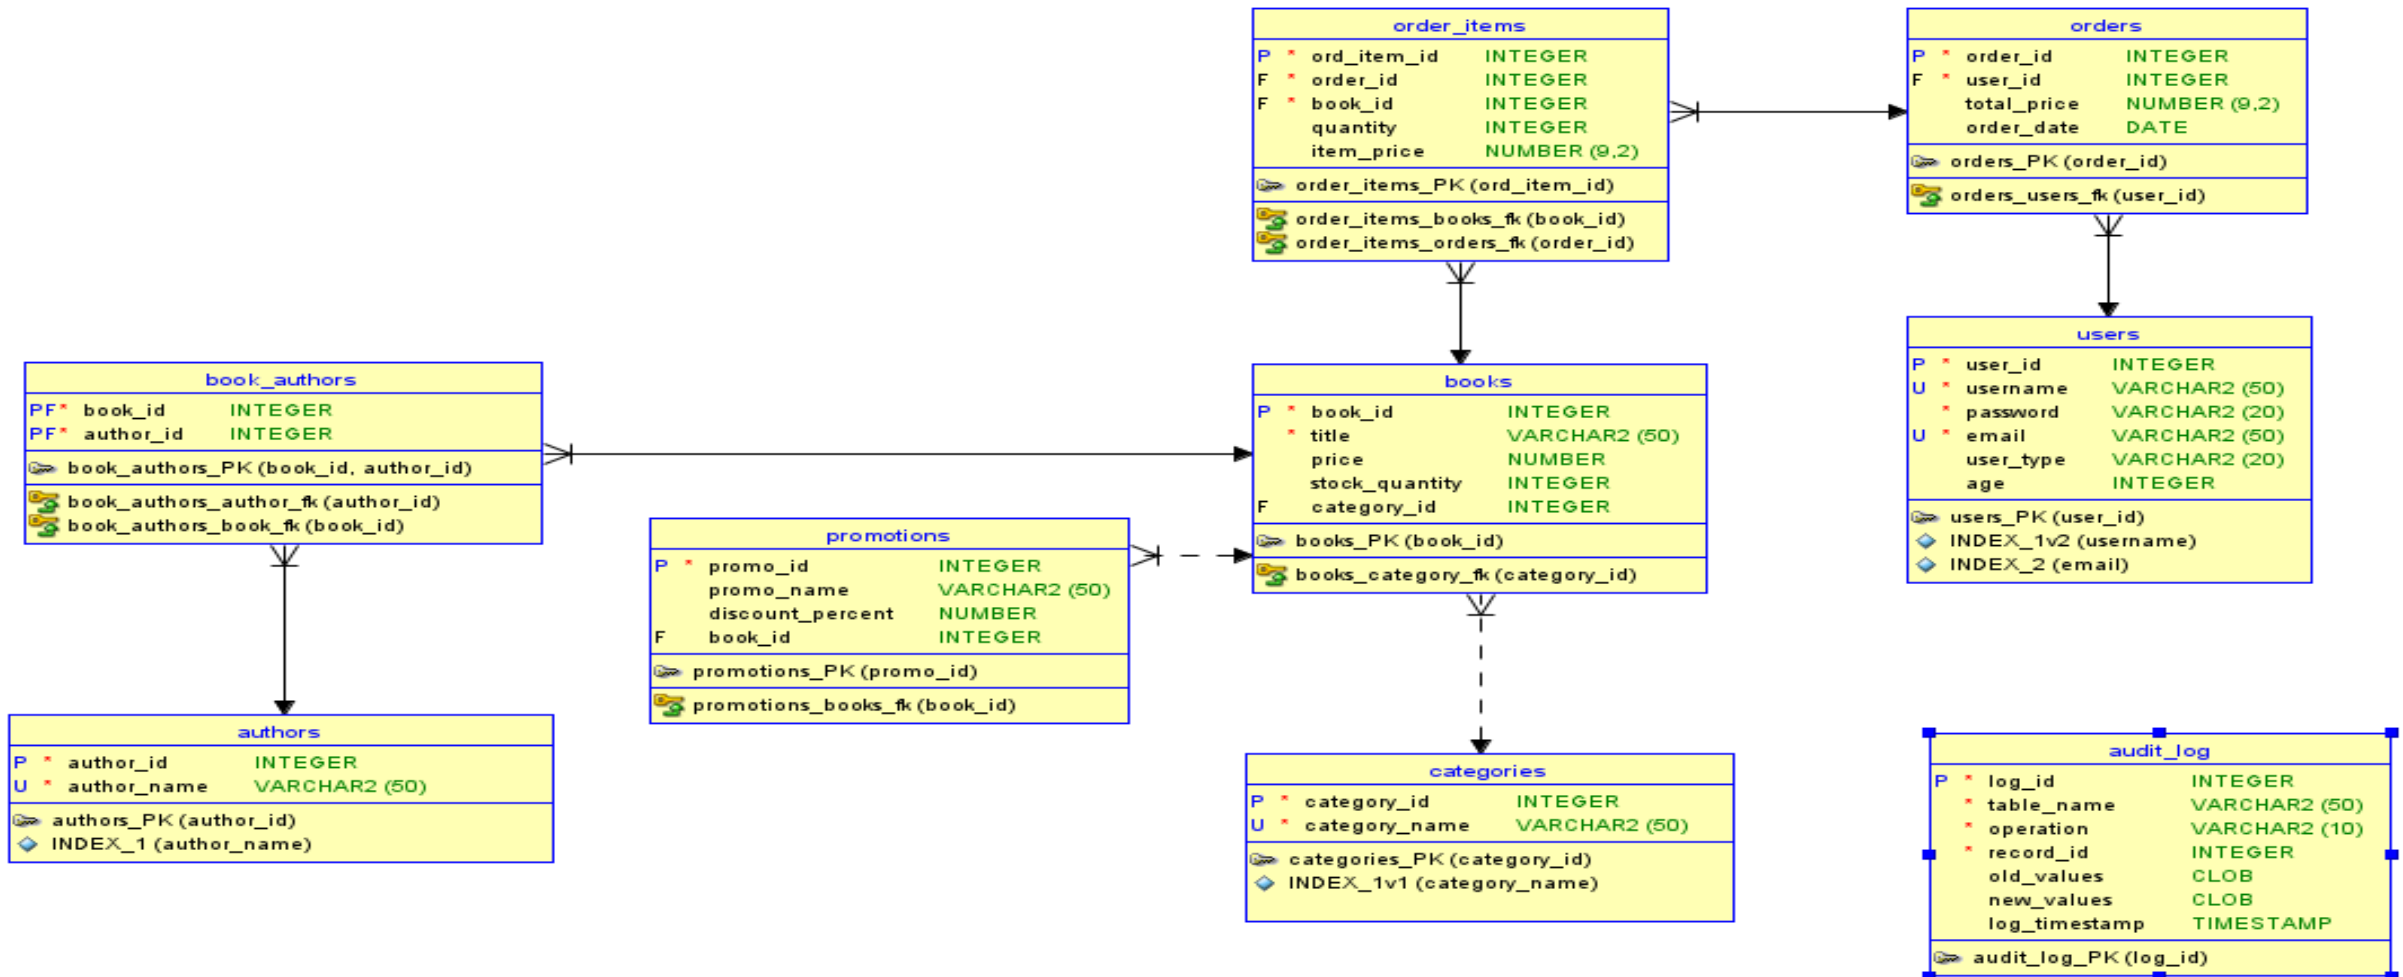 order_items
P * ord_item_id INTEGER
F * order_id INTEGER
F * book_id INTEGER
quantity INTEGER
item_price NUMBER (9,2)
order_items_PK (ord_item_id)
order_items_books_fk (book_id)
order_items_orders_fk (order_id)
orders
P * order_id INTEGER
F * user_id INTEGER
total_price NUMBER (9,2)
order_date DATE
orders_PK (order_id)
orders_users_fk (user_id)
users
P * user_id INTEGER
U * username VARCHAR2 (50)
* password VARCHAR2 (20)
U * email VARCHAR2 (50)
user_type VARCHAR2 (20)
age INTEGER
users_PK (user_id)
INDEX_1v2 (username)
INDEX_2 (email)
book_authors
PF* book_id INTEGER
PF* author_id INTEGER
book_authors_PK (book_id, author_id)
book_authors_author_fk (author_id)
book_authors_book_fk (book_id)
books
P * book_id INTEGER
* title VARCHAR2 (50)
price NUMBER
stock_quantity INTEGER
F category_id INTEGER
books_PK (book_id)
books_category_fk (category_id)
promotions
P * promo_id INTEGER
promo_name VARCHAR2 (50)
discount_percent NUMBER
F book_id INTEGER
promotions_PK (promo_id)
promotions_books_fk (book_id)
authors
P * author_id INTEGER
U * author_name VARCHAR2 (50)
authors_PK (author_id)
INDEX_1 (author_name)
categories
P * category_id INTEGER
U * category_name VARCHAR2 (50)
categories_PK (category_id)
INDEX_1v1 (category_name)
audit_log
P * log_id INTEGER
* table_name VARCHAR2 (50)
* operation VARCHAR2 (10)
* record_id INTEGER
old_values CLOB
new_values CLOB
log_timestamp TIMESTAMP
audit_log_PK (log_id)